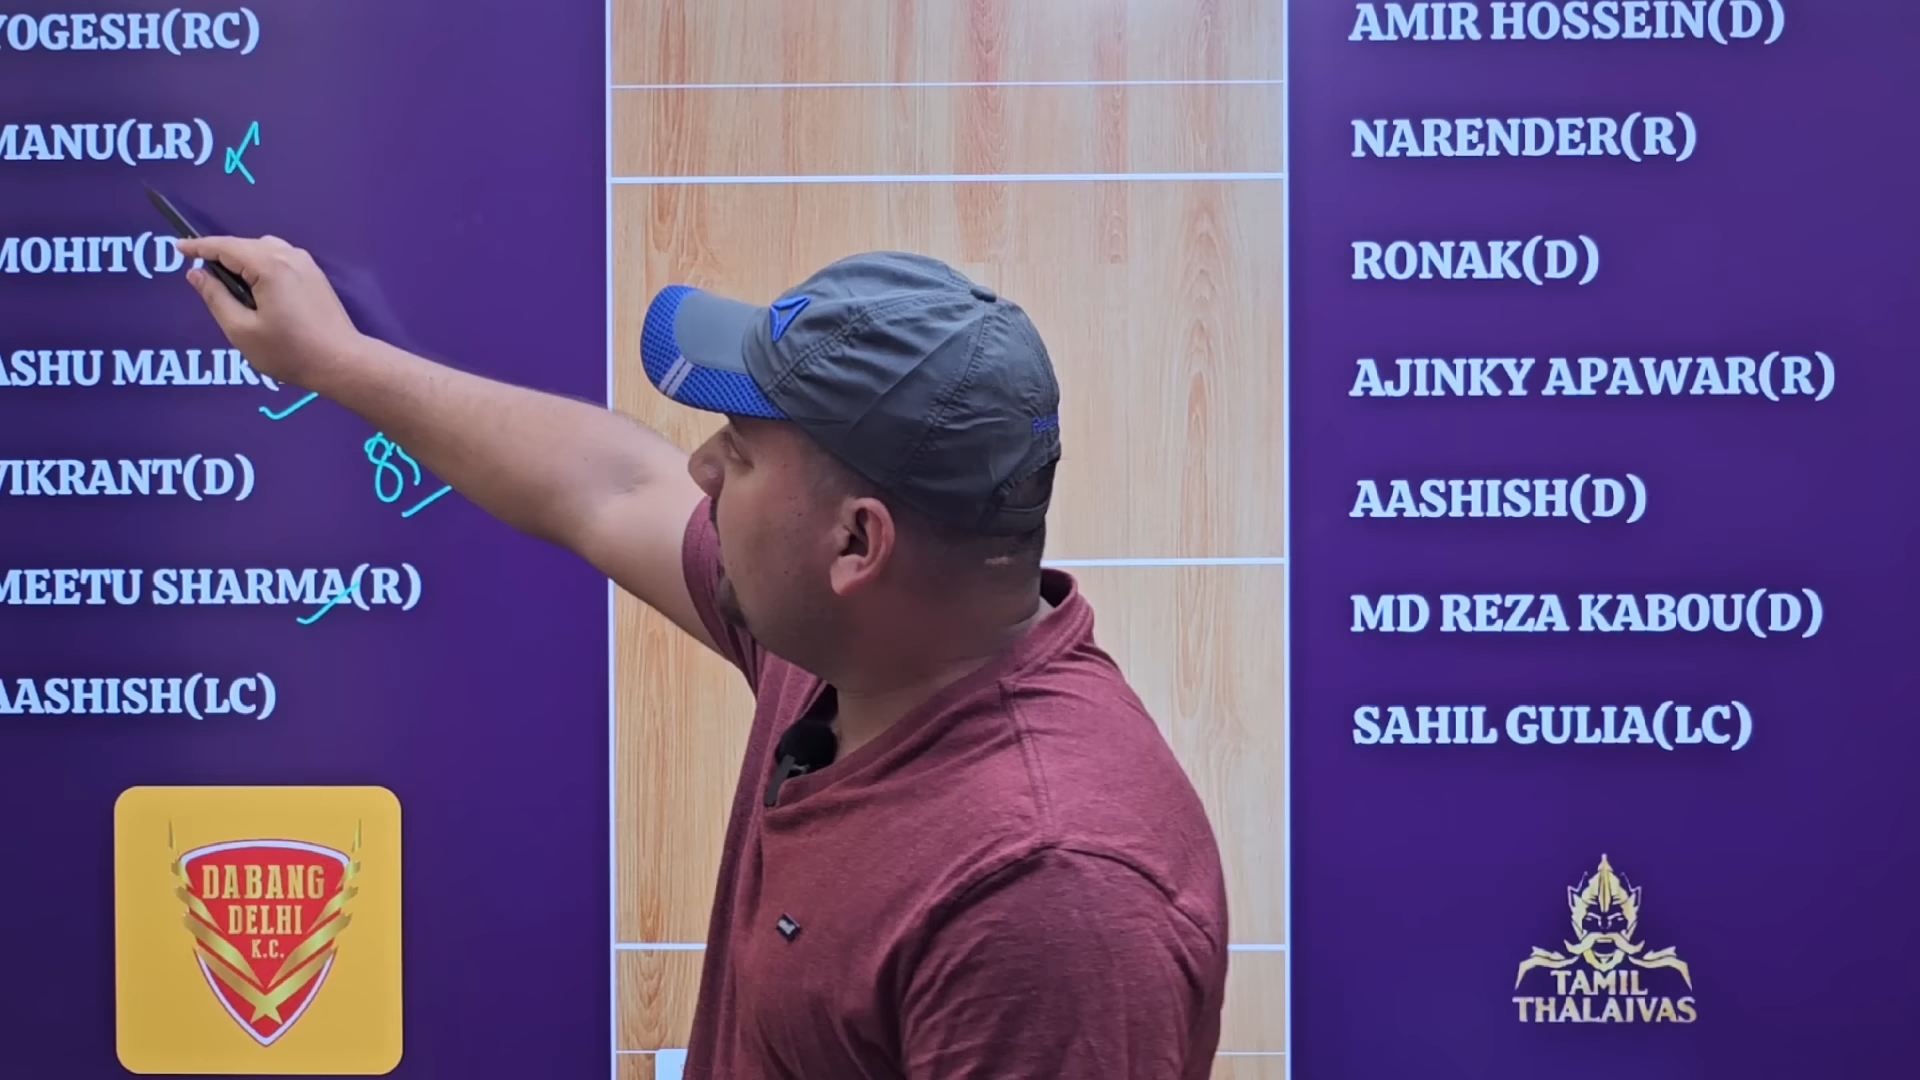 YOGESH(RC)
MANU(LR)
MOHIT(D)
ASHU MALIK(
VIKRANT(D)
85
MEETU SHARMA(R)
AASHISH(LC)
DABANG
DELHI
K.C.
AMIR HOSSEIN(D)
NARENDER(R)
RONAK(D)
AJINKY APAWAR(R)
AASHISH(D)
MD REZA KABOU(D)
SAHIL GULIA(LC)
TAMIL
THALAIVAS